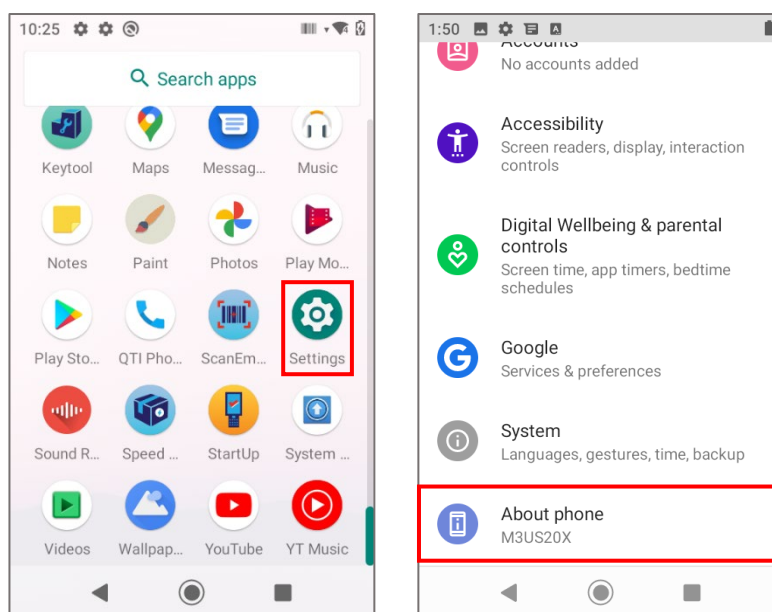 10:25
Search apps
Keytool Maps Messag... Music
Notes Paint Photos Play Mo...
Play Sto... QTI Pho... ScanEm... Settings
Sound R... Speed ... StartUp System ...
Videos Wallpap... YouTube YT Music
1:50
Accounts
No accounts added
Accessibility
Screen readers, display, interaction
controls
Digital Wellbeing & parental
controls
Screen time, app timers, bedtime
schedules
Google
Services & preferences
System
Languages, gestures, time, backup
About phone
M3US20X